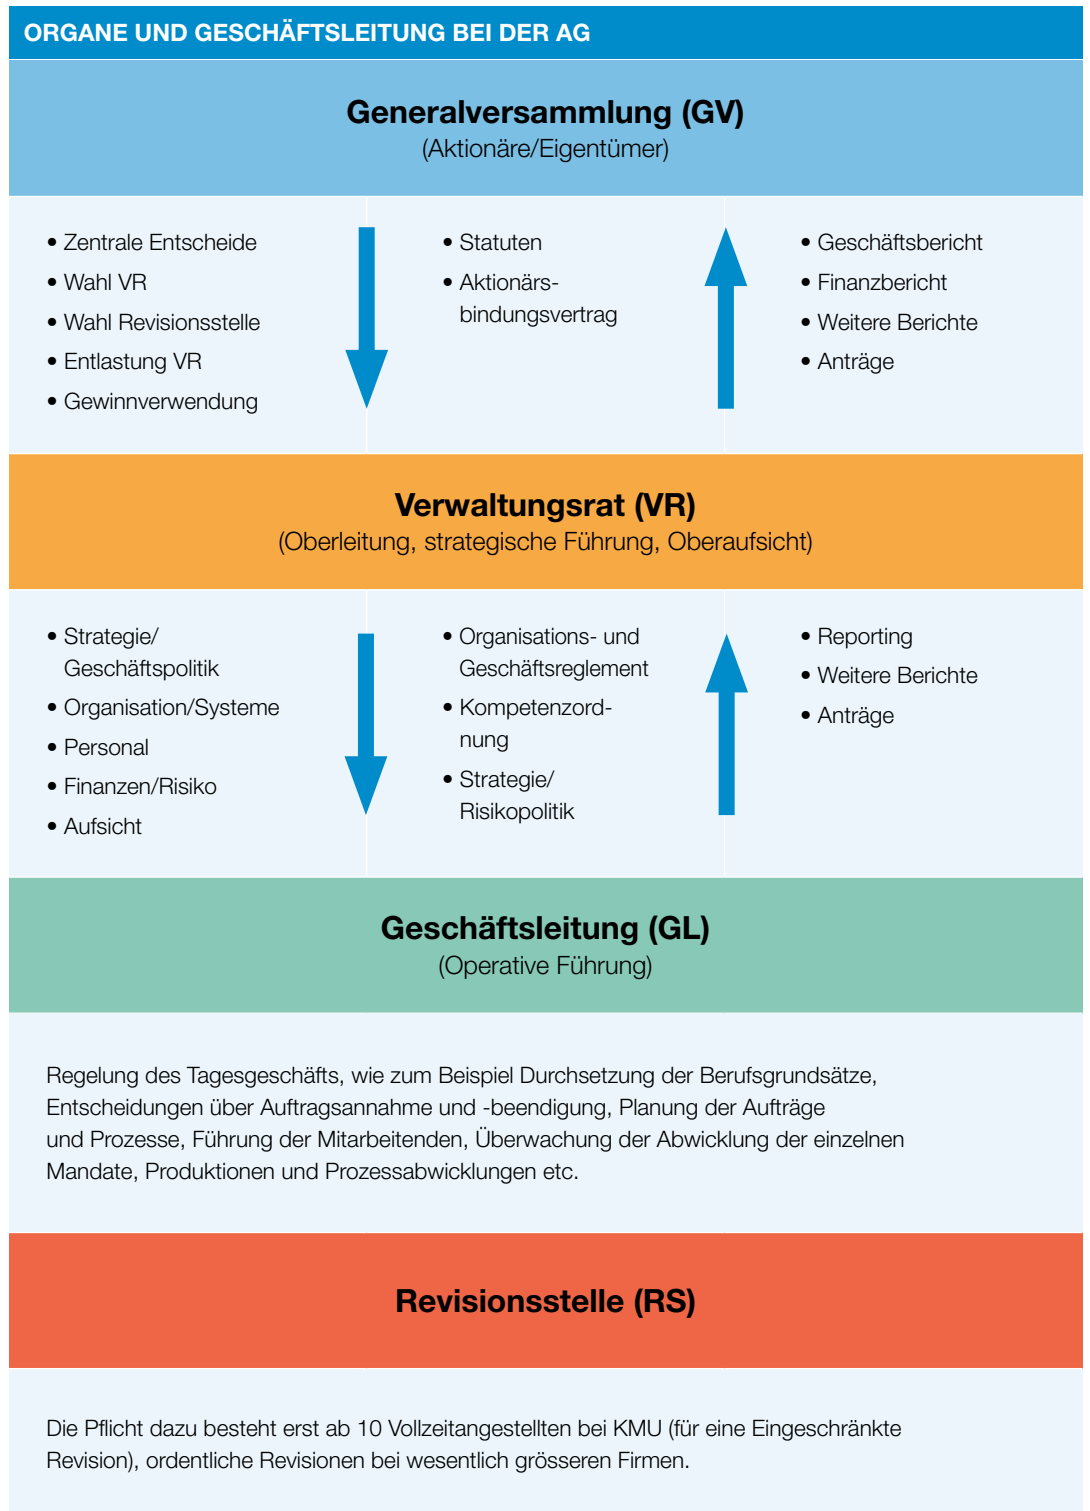 ORGANE UND GESCHÄFTSLEITUNG BEI DER AG
Generalversammlung (GV)
(Aktionäre/Eigentümer)
• Zentrale Entscheide
• Wahl VR
• Wahl Revisionsstelle
• Entlastung VR
• Gewinnverwendung
• Statuten
• Aktionärs-
bindungsvertrag
• Geschäftsbericht
• Finanzbericht
• Weitere Berichte
• Anträge
Verwaltungsrat (VR)
(Oberleitung, strategische Führung, Oberaufsicht)
• Strategie/
Geschäftspolitik
• Organisation/Systeme
• Personal
• Finanzen/Risiko
• Aufsicht
• Organisations- und
Geschäftsreglement
• Kompetenzord-
nung
• Strategie/
Risikopolitik
• Reporting
• Weitere Berichte
• Anträge
Geschäftsleitung (GL)
(Operative Führung)
Regelung des Tagesgeschäfts, wie zum Beispiel Durchsetzung der Berufsgrundsätze,
Entscheidungen über Auftragsannahme und -beendigung, Planung der Aufträge
und Prozesse, Führung der Mitarbeitenden, Überwachung der Abwicklung der einzelnen
Mandate, Produktionen und Prozessabwicklungen etc.
Revisionsstelle (RS)
Die Pflicht dazu besteht erst ab 10 Vollzeitangestellten bei KMU (für eine Eingeschränkte
Revision), ordentliche Revisionen bei wesentlich grösseren Firmen.